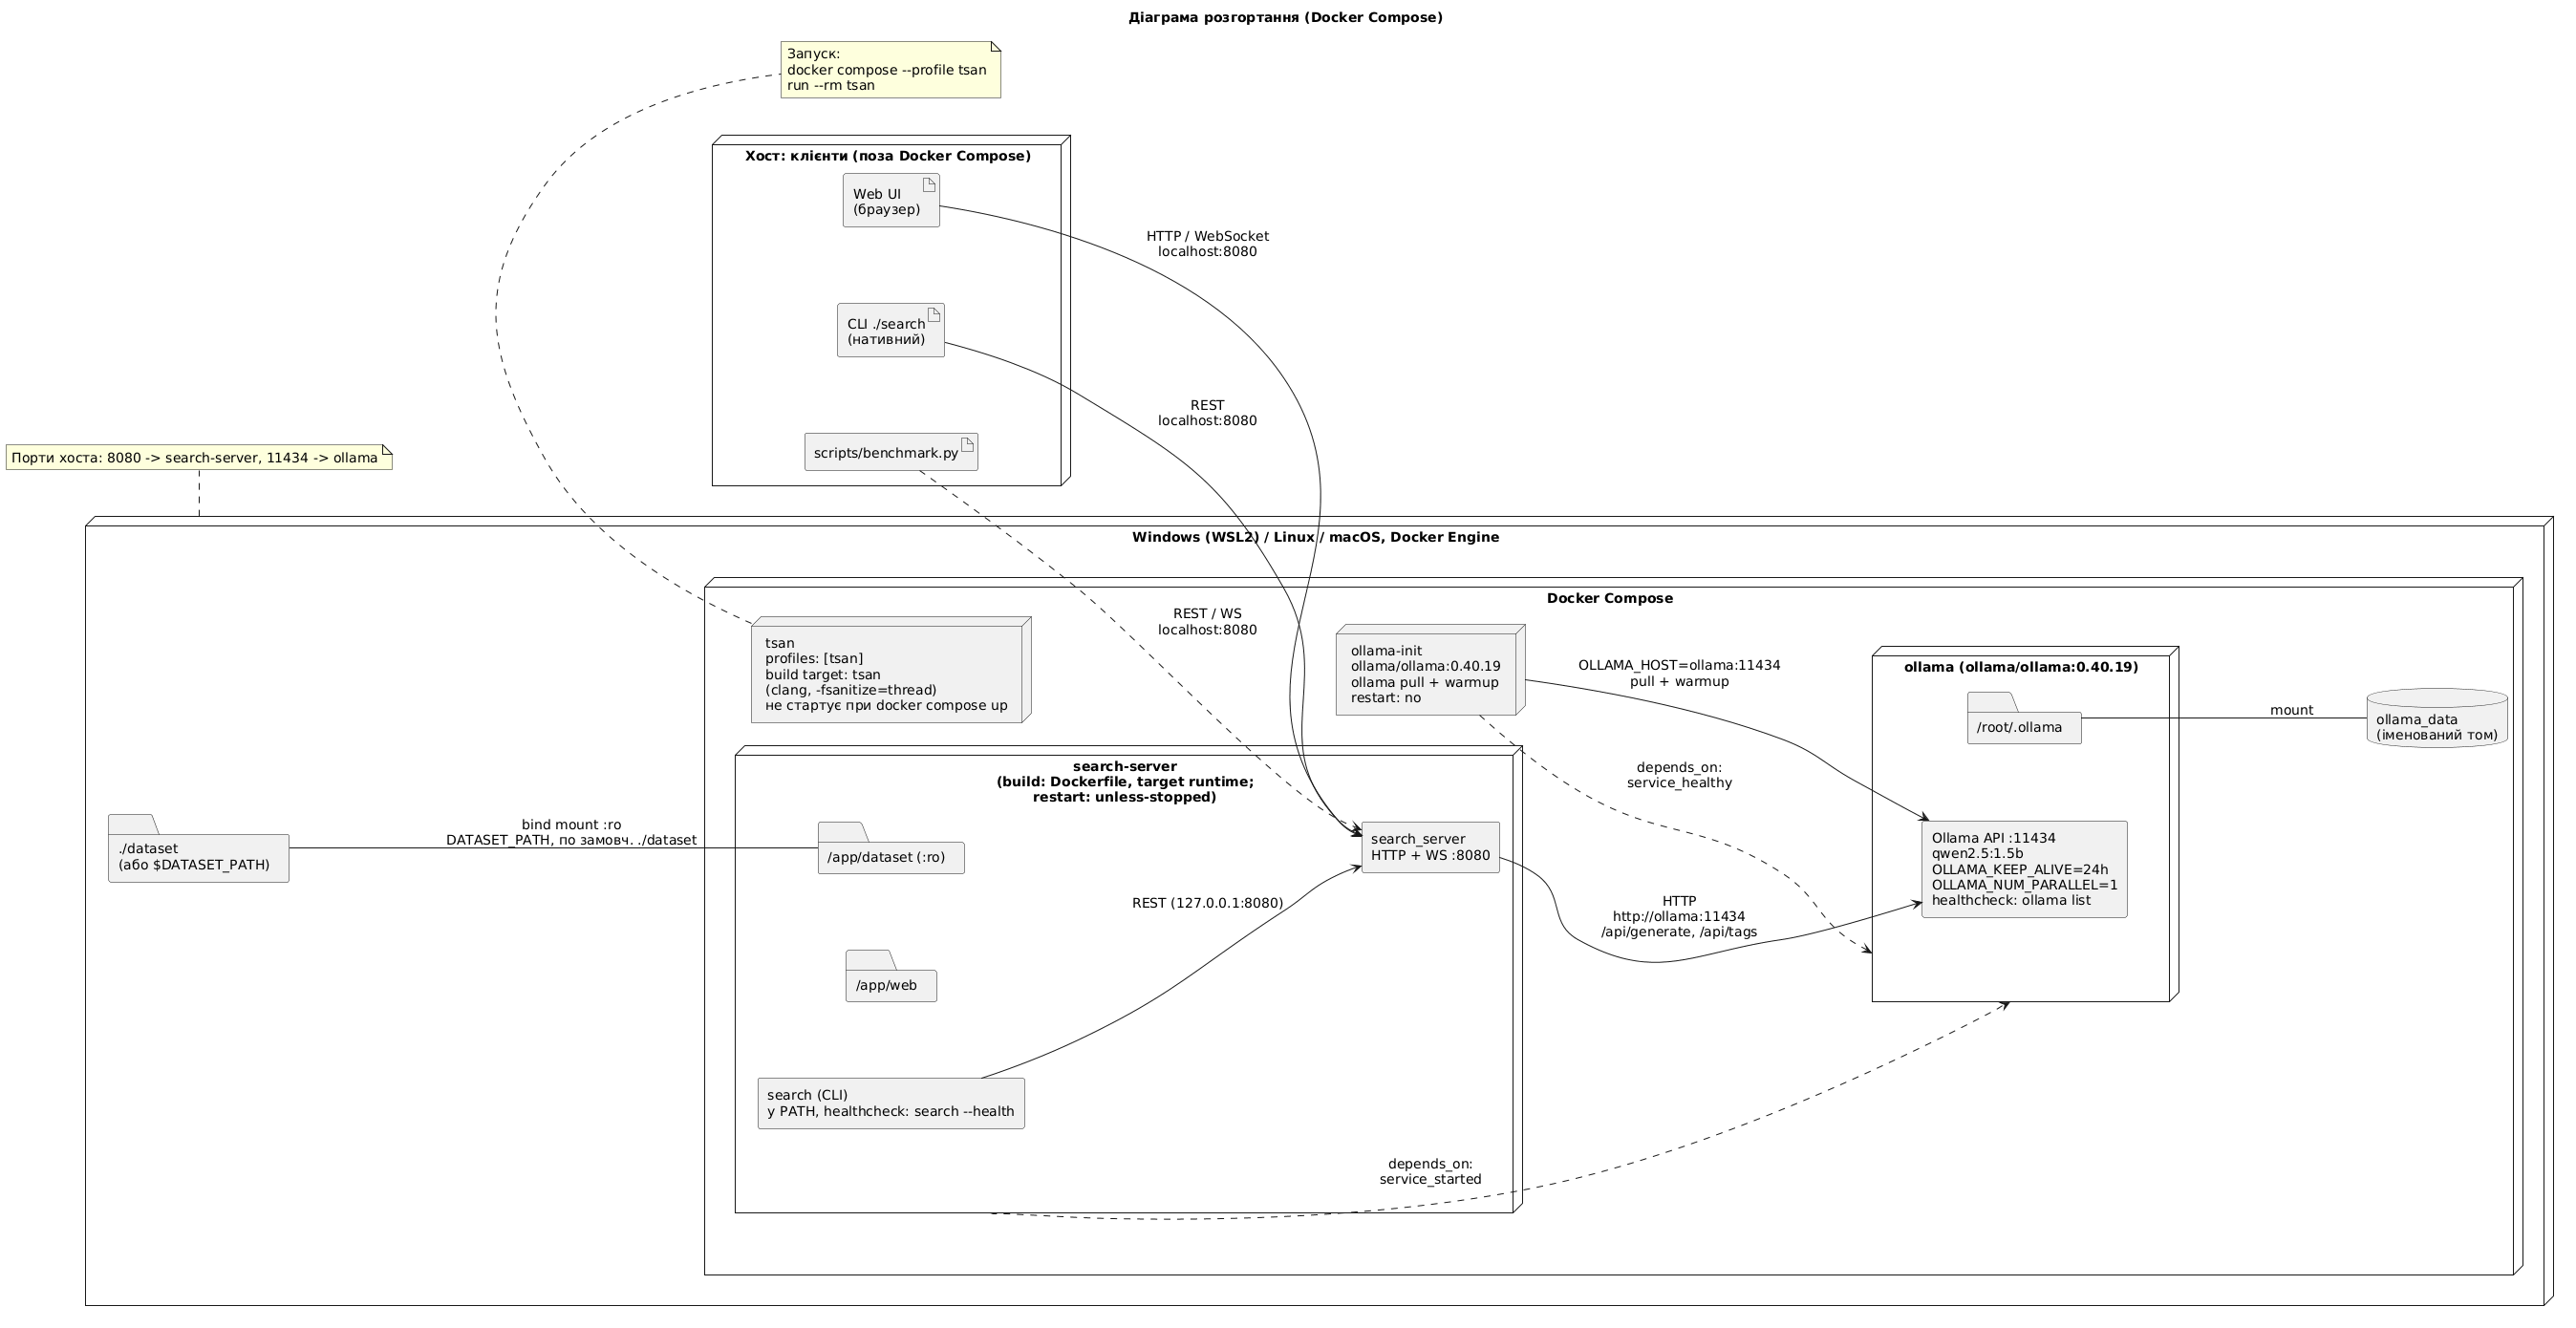 Діаграма розгортання (Docker Compose)
Запуск:
docker compose --profile tsan
run --rm tsan
Хост: клієнти (поза Docker Compose)
Web UI
(браузер)
HTTP / WebSocket
localhost:8080
CLI ./search
(нативний)
REST
localhost:8080
scripts/benchmark.py
Порти хоста: 8080 -> search-server, 11434 -> ollama
Windows (WSL2) / Linux / macOS, Docker Engine
Docker Compose
REST / WS
localhost:8080
tsan
profiles: [tsan]
build target: tsan
(clang, -fsanitize=thread)
не стартує при docker compose up
ollama-init
ollama/ollama:0.40.19
ollama pull + warmup
restart: no
OLLAMA_HOST=ollama:11434
pull + warmup
ollama (ollama/ollama:0.40.19)
/root/.ollama
mount
ollama_data
(іменований том)
search-server
(build: Dockerfile, target runtime;
restart: unless-stopped)
depends_on:
service_healthy
./dataset
(або $DATASET_PATH)
bind mount :ro
DATASET_PATH, по замовч. ./dataset
/app/dataset (:ro)
search_server
HTTP + WS :8080
Ollama API :11434
qwen2.5:1.5b
OLLAMA_KEEP_ALIVE=24h
OLLAMA_NUM_PARALLEL=1
healthcheck: ollama list
REST (127.0.0.1:8080)
HTTP
http://ollama:11434
/api/generate, /api/tags
/app/web
search (CLI)
у PATH, healthcheck: search --health
depends_on:
service_started